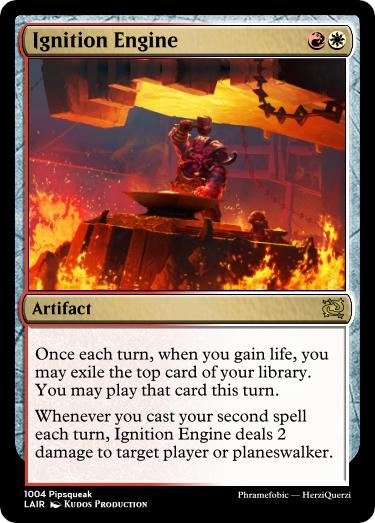 Ignition Engine
Artifact
Once each turn, when you gain life, you
may exile the top card of your library.
You may play that card this turn.
Whenever you cast your second spell
each turn, Ignition Engine deals 2
damage to target player or planeswalker.
1004 Pipsqueak
LAIR Kudos Production
Phramefobic — HerziQuerzi